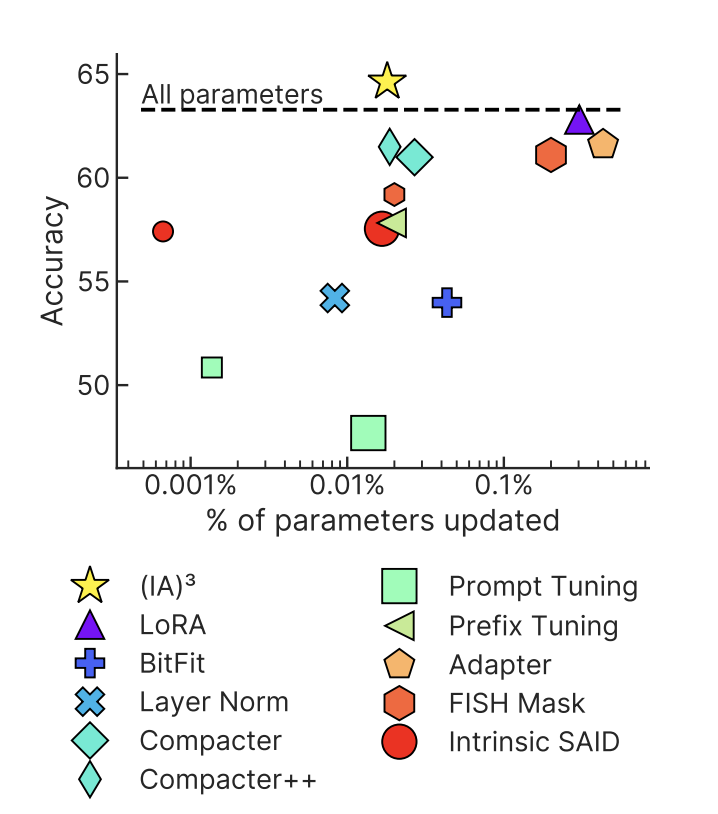 65
All parameters
60
55
50
Accuracy
0.001% 0.01% 0.1%
% of parameters updated
(IA)³
LoRA
BitFit
Layer Norm
Compacter
Compacter++
Prompt Tuning
Prefix Tuning
Adapter
FISH Mask
Intrinsic SAID